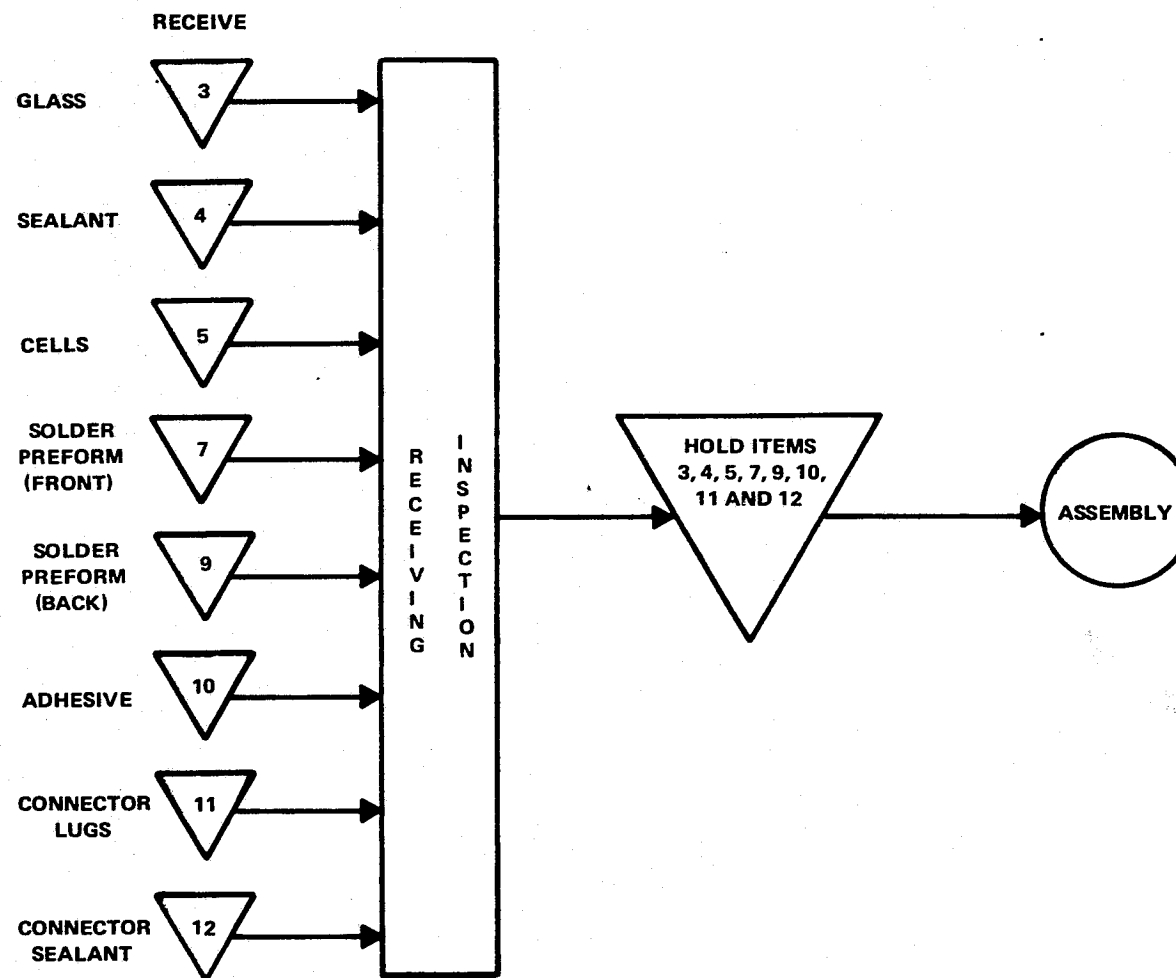 RECEIVE
GLASS
3
SEALANT
4
CELLS
5
SOLDER
PREFORM
(FRONT)
7
SOLDER
PREFORM
(BACK)
9
ADHESIVE
10
CONNECTOR
LUGS
11
CONNECTOR
SEALANT
12
RECEIVING
INSPECTION
HOLD ITEMS
3, 4, 5, 7, 9, 10,
11 AND 12
ASSEMBLY